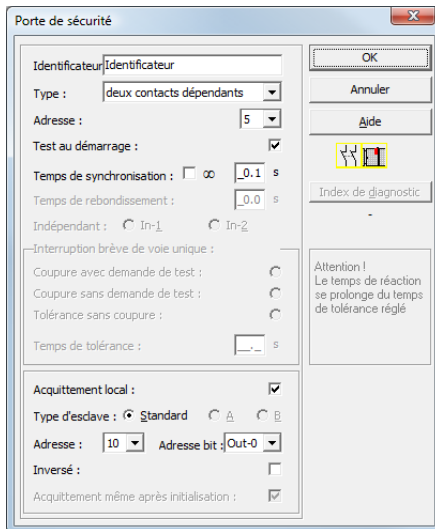 Porte de sécurité
Identificateur Identificateur
OK
Type : deux contacts dépendants
Annuler
Adresse : 5
Aide
Test au démarrage :
Temps de synchronisation : ∞ _0.1 s
Temps de rebondissement : _0.0 s
Index de diagnostic
Indépendant : In-1 In-2
-
Interruption brève de voie unique :
Coupure avec demande de test :
Coupure sans demande de test :
Tolérance sans coupure :
Temps de tolérance : __._ s
Attention !
Le temps de réaction
se prolonge du temps
de tolérance réglé
Acquittement local :
Type d'esclave : Standard A B
Adresse : 10 Adresse bit : Out-0
Inversé :
Acquittement même après initialisation :